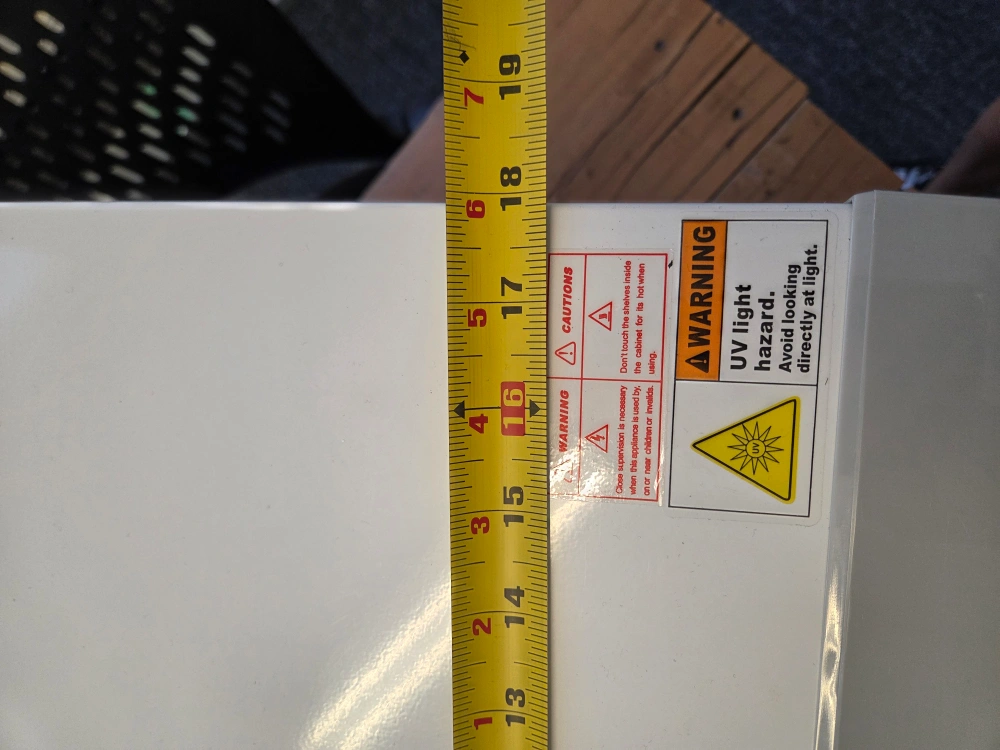 19
7
18
6
17
5
16
4
15
3
14
2
13
1
CAUTIONS
Don't touch the shelves inside
the cabinet for its hot when
using.
WARNING
Close supervision is necessary
when this appliance is used by,
on or near children or invalids.
WARNING
UV light
hazard.
Avoid looking
directly at light.
UV